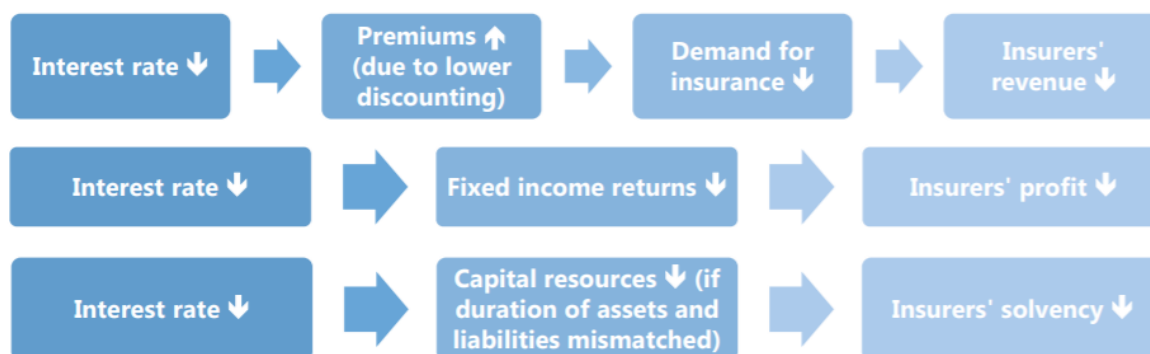 Interest rate ↓
Premiums ↑
(due to lower
discounting)
Demand for
insurance ↓
Insurers'
revenue ↓
Interest rate ↓
Fixed income returns ↓
Insurers' profit ↓
Interest rate ↓
Capital resources ↓ (if
duration of assets and
liabilities mismatched)
Insurers' solvency ↓